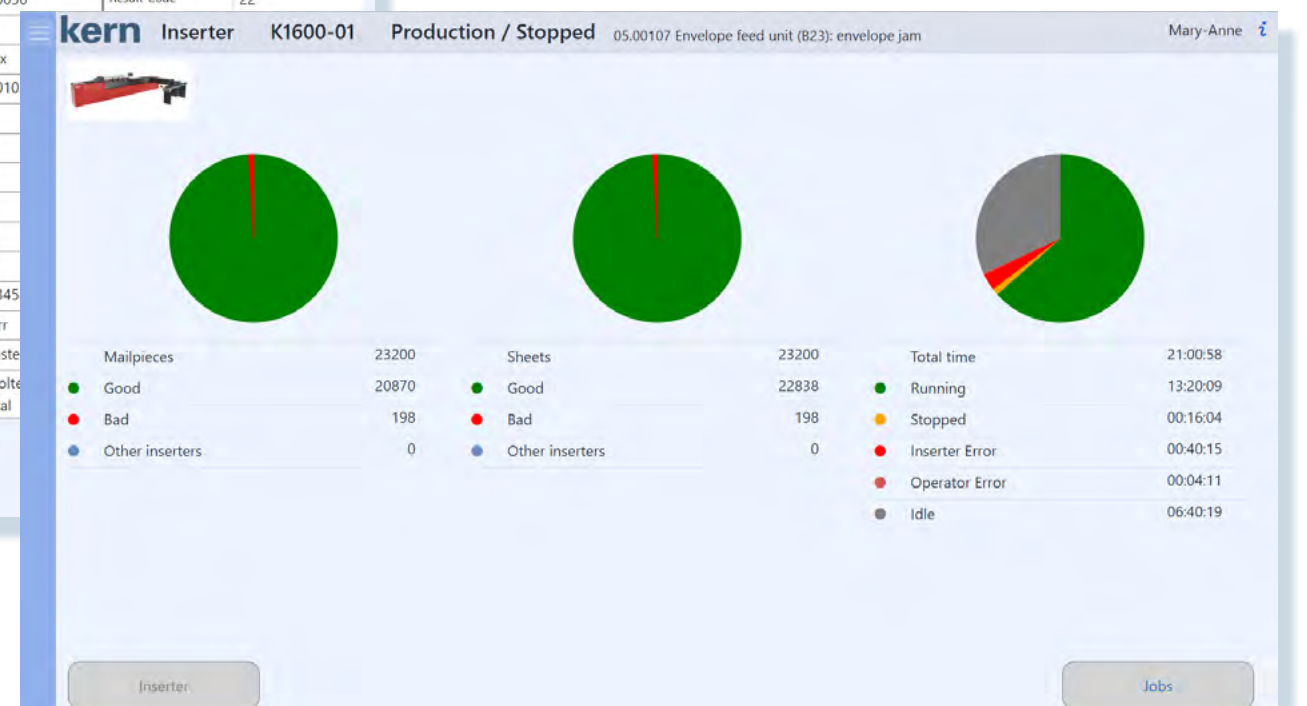 Result Code 22
kern Inserter K1600-01 Production / Stopped 05.00107 Envelope feed unit (B23): envelope jam Mary-Anne i
Mailpieces 23200
Good 20870
Bad 198
Other inserters 0
Sheets 23200
Good 22838
Bad 198
Other inserters 0
Total time 21:00:58
Running 13:20:09
Stopped 00:16:04
Inserter Error 00:40:15
Operator Error 00:04:11
Idle 06:40:19
Inserter
Jobs